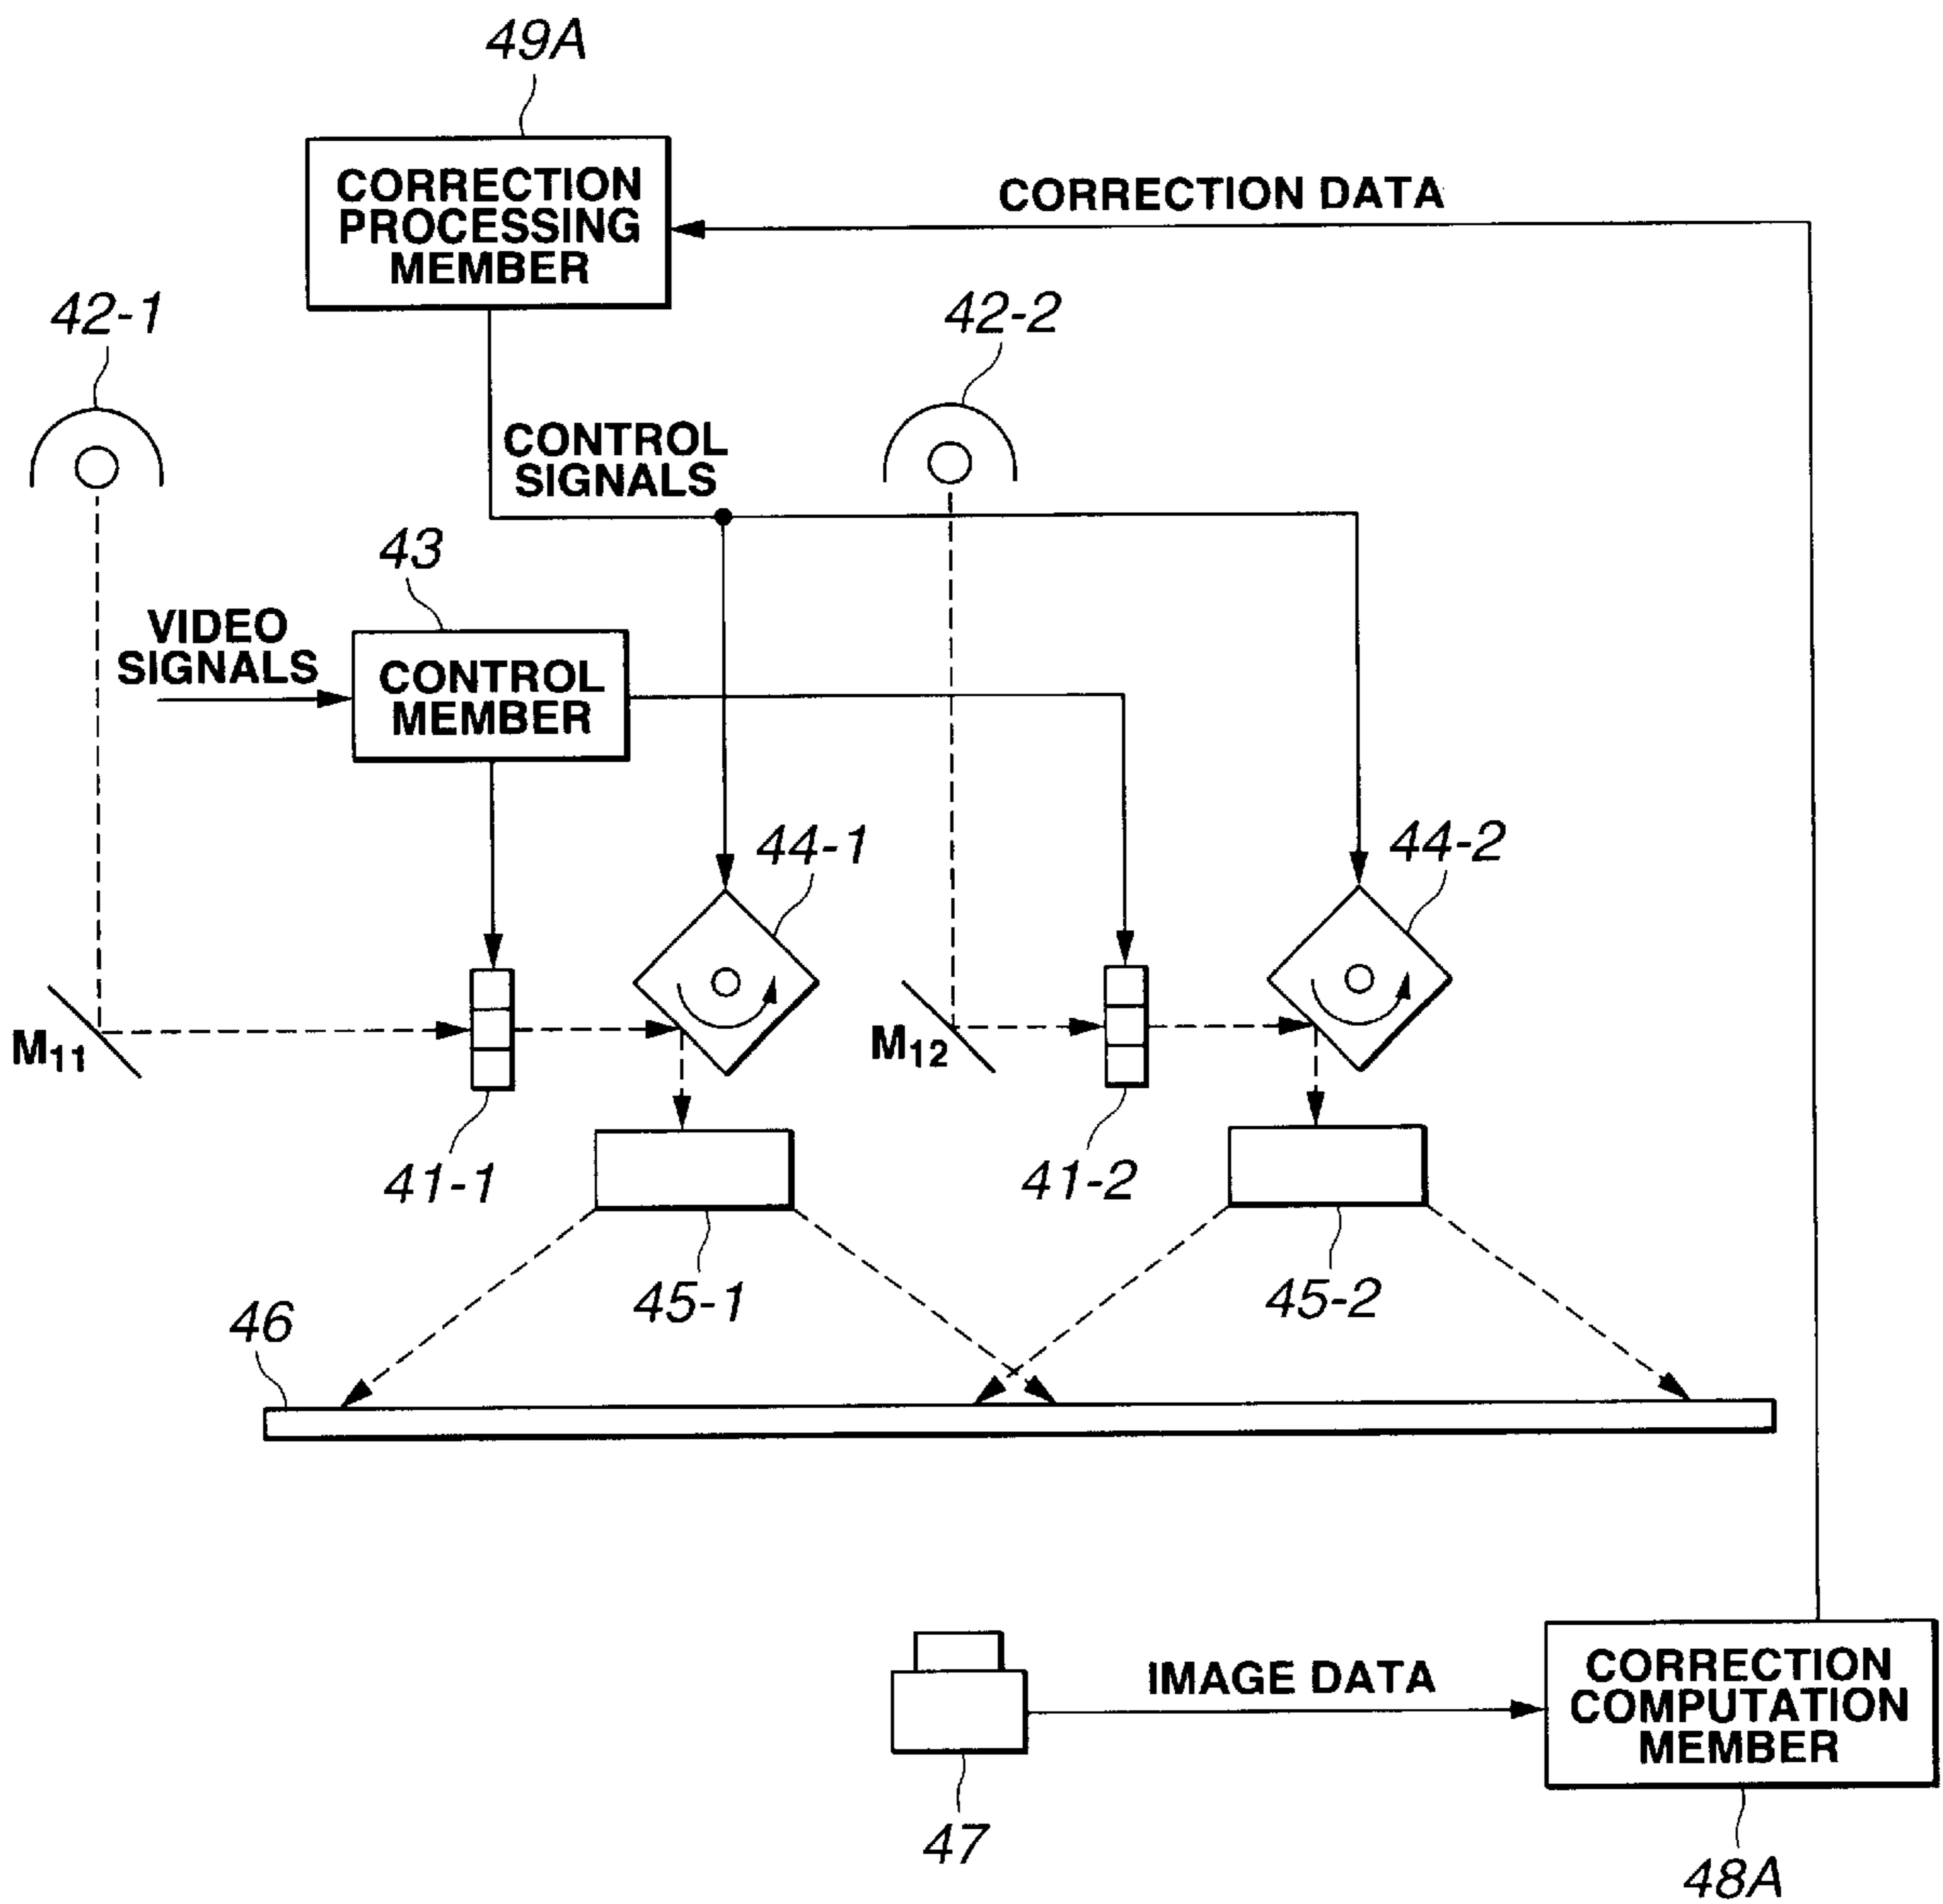 49A
CORRECTION
PROCESSING
MEMBER
CORRECTION DATA
42-1
42-2
CONTROL
SIGNALS
43
VIDEO
SIGNALS
CONTROL
MEMBER
44-1
44-2
M11
M12
41-1
41-2
45-1
45-2
46
IMAGE DATA
CORRECTION
COMPUTATION
MEMBER
47
48A